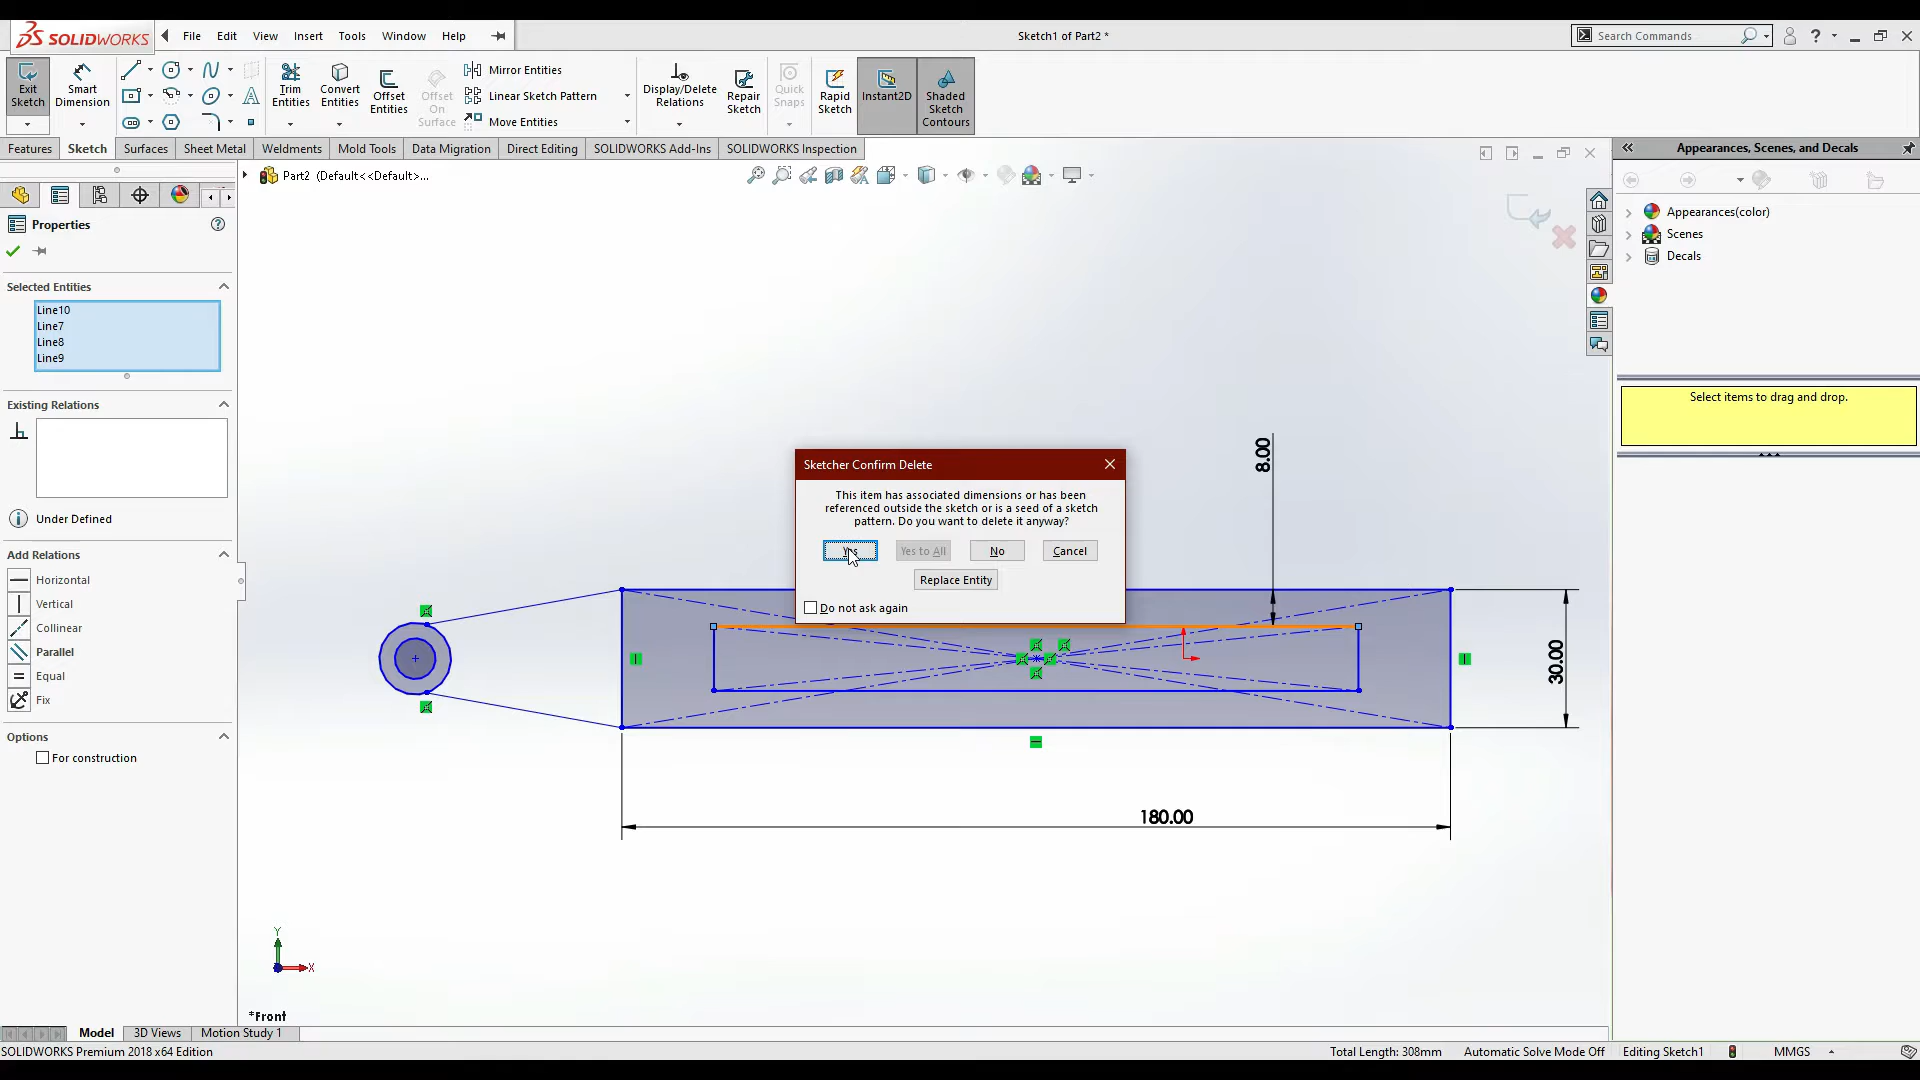 SOLIDWORKS
File Edit View Insert Tools Window Help
Sketch1 of Part2 *
Search Commands
Exit Sketch
Smart Dimension
Trim Entities
Convert Entities
Offset Entities
Offset On Surface
Mirror Entities
Linear Sketch Pattern
Move Entities
Display/Delete Relations
Repair Sketch
Quick Snaps
Rapid Sketch
Instant2D
Shaded Sketch Contours
Features Sketch Surfaces Sheet Metal Weldments Mold Tools Data Migration Direct Editing SOLIDWORKS Add-Ins SOLIDWORKS Inspection
Appearances, Scenes, and Decals
Part2 (Default<<Default>...
Properties
Selected Entities
Line10
Line7
Line8
Line9
Existing Relations
Under Defined
Add Relations
Horizontal
Vertical
Collinear
Parallel
Equal
Fix
Options
For construction
Appearances(color)
Scenes
Decals
Select items to drag and drop.
Sketcher Confirm Delete
This item has associated dimensions or has been
referenced outside the sketch or is a seed of a sketch
pattern. Do you want to delete it anyway?
Yes Yes to All No Cancel
Replace Entity
Do not ask again
8.00
30.00
180.00
Y
X
*Front
Model 3D Views Motion Study 1
SOLIDWORKS Premium 2018 x64 Edition
Total Length: 308mm Automatic Solve Mode Off Editing Sketch1 MMGS